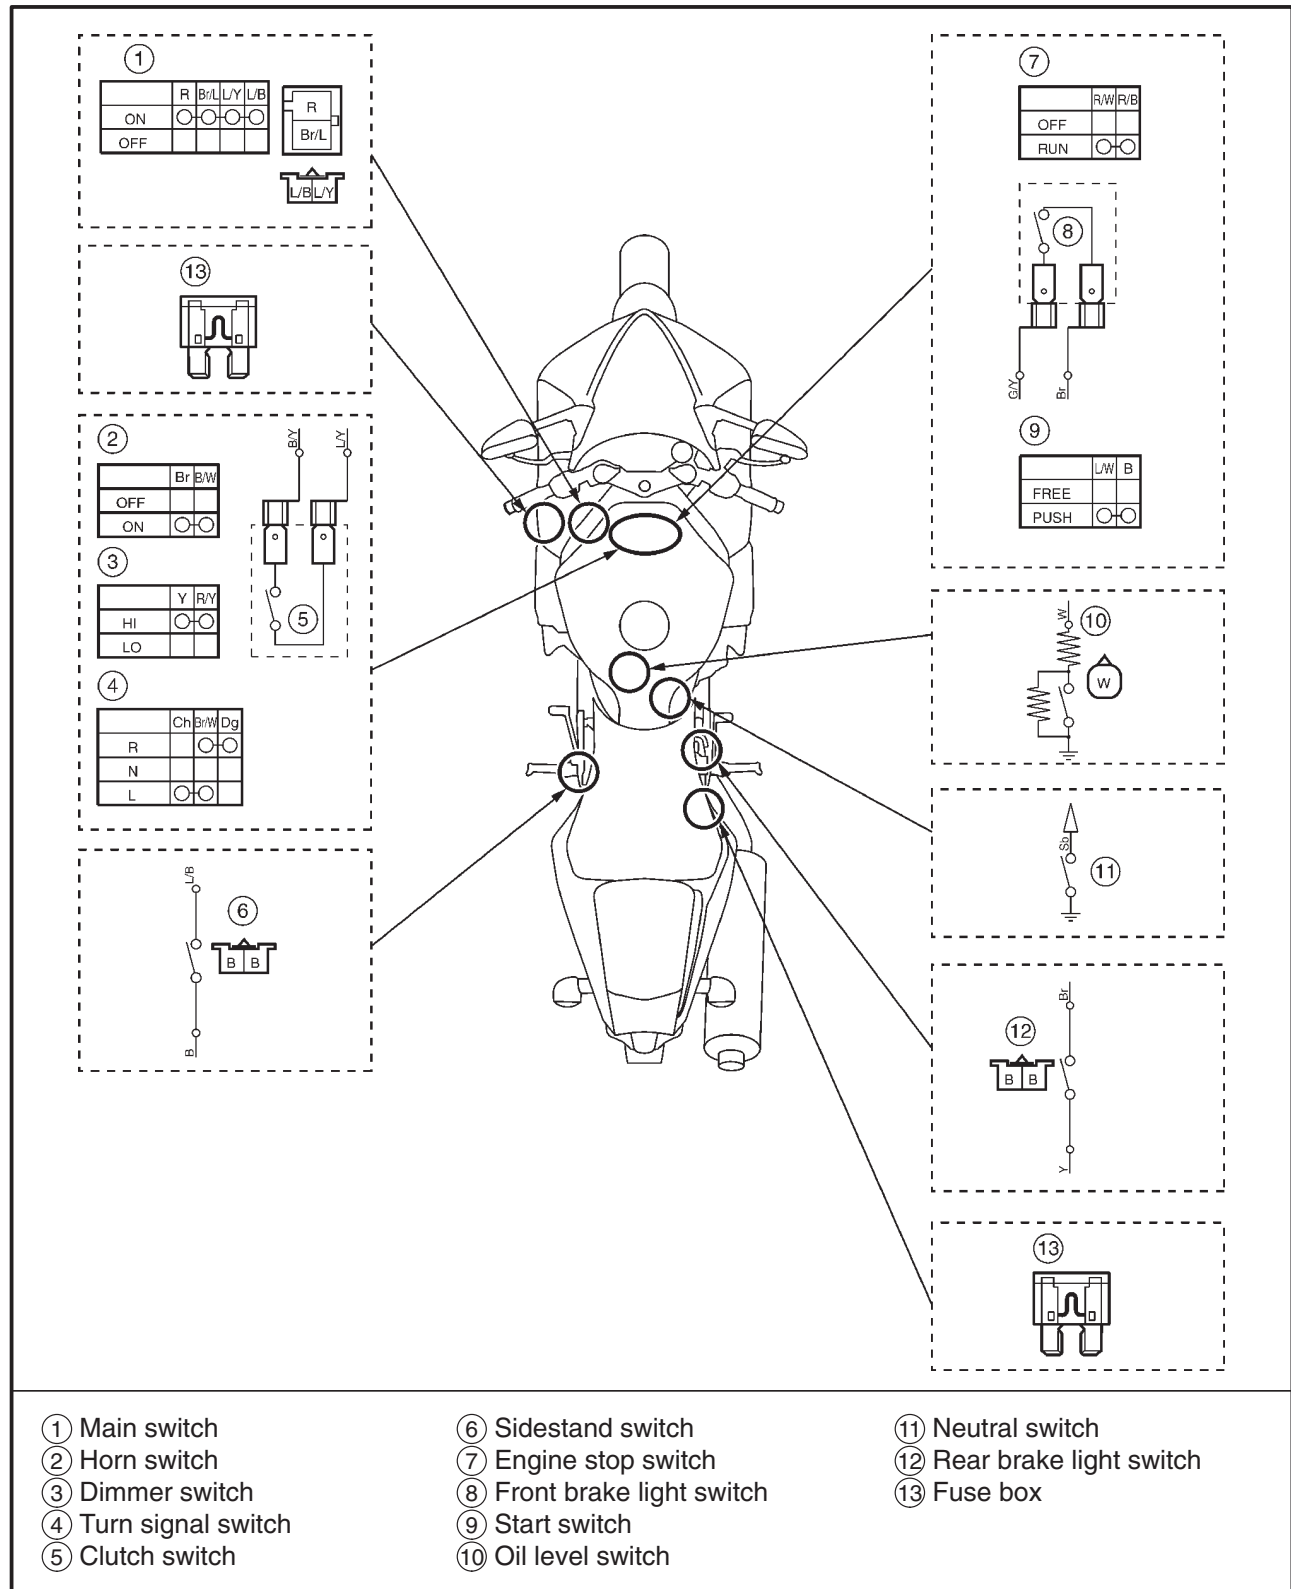 1
R Br/L L/Y L/B
ON
OFF
R
Br/L
L/B L/Y
13
2
Br B/W
OFF
ON
B/Y L/Y
3
Y R/Y
HI
LO
5
4
Ch Br/W Dg
R
N
L
L/B
6
B B
B
7
R/W R/B
OFF
RUN
8
G/Y Br
9
L/W B
FREE
PUSH
W
10
W
Sb
11
Br
12
B B
Y
13
1 Main switch
2 Horn switch
3 Dimmer switch
4 Turn signal switch
5 Clutch switch
6 Sidestand switch
7 Engine stop switch
8 Front brake light switch
9 Start switch
10 Oil level switch
11 Neutral switch
12 Rear brake light switch
13 Fuse box